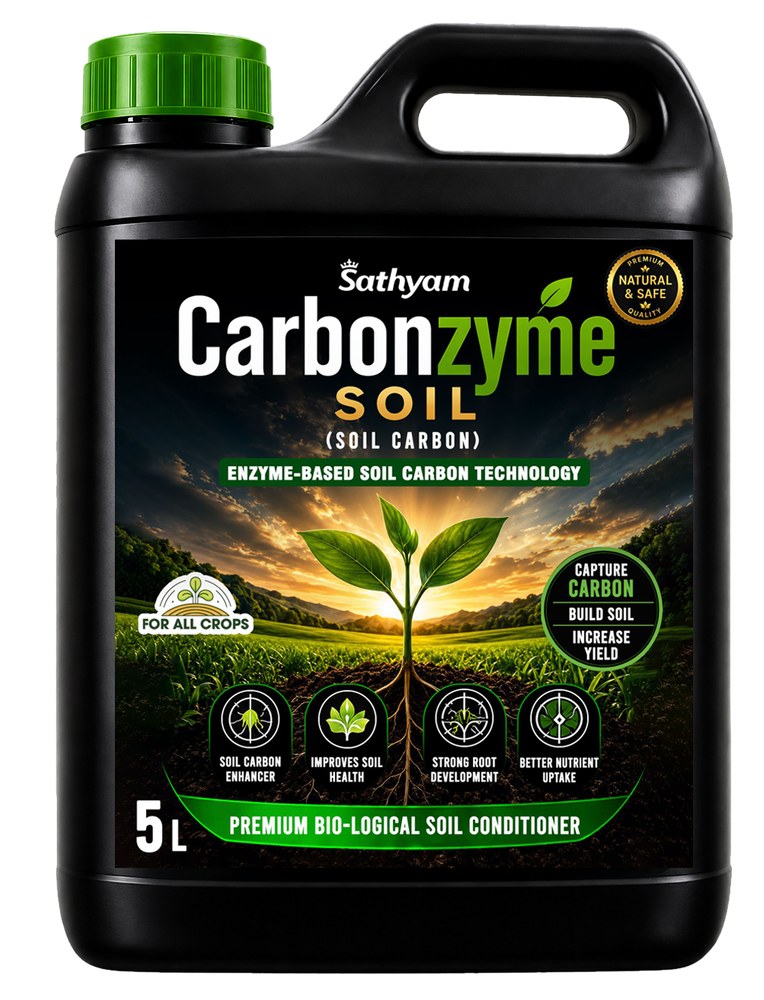 Sathyam
PREMIUM
NATURAL
& SAFE
QUALITY
Carbonzyme
SOIL
(SOIL CARBON)
ENZYME-BASED SOIL CARBON TECHNOLOGY
CAPTURE
CARBON
BUILD SOIL
INCREASE
YIELD
FOR ALL CROPS
SOIL CARBON
ENHANCER
IMPROVES SOIL
HEALTH
STRONG ROOT
DEVELOPMENT
BETTER NUTRIENT
UPTAKE
5 L
PREMIUM BIO-LOGICAL SOIL CONDITIONER